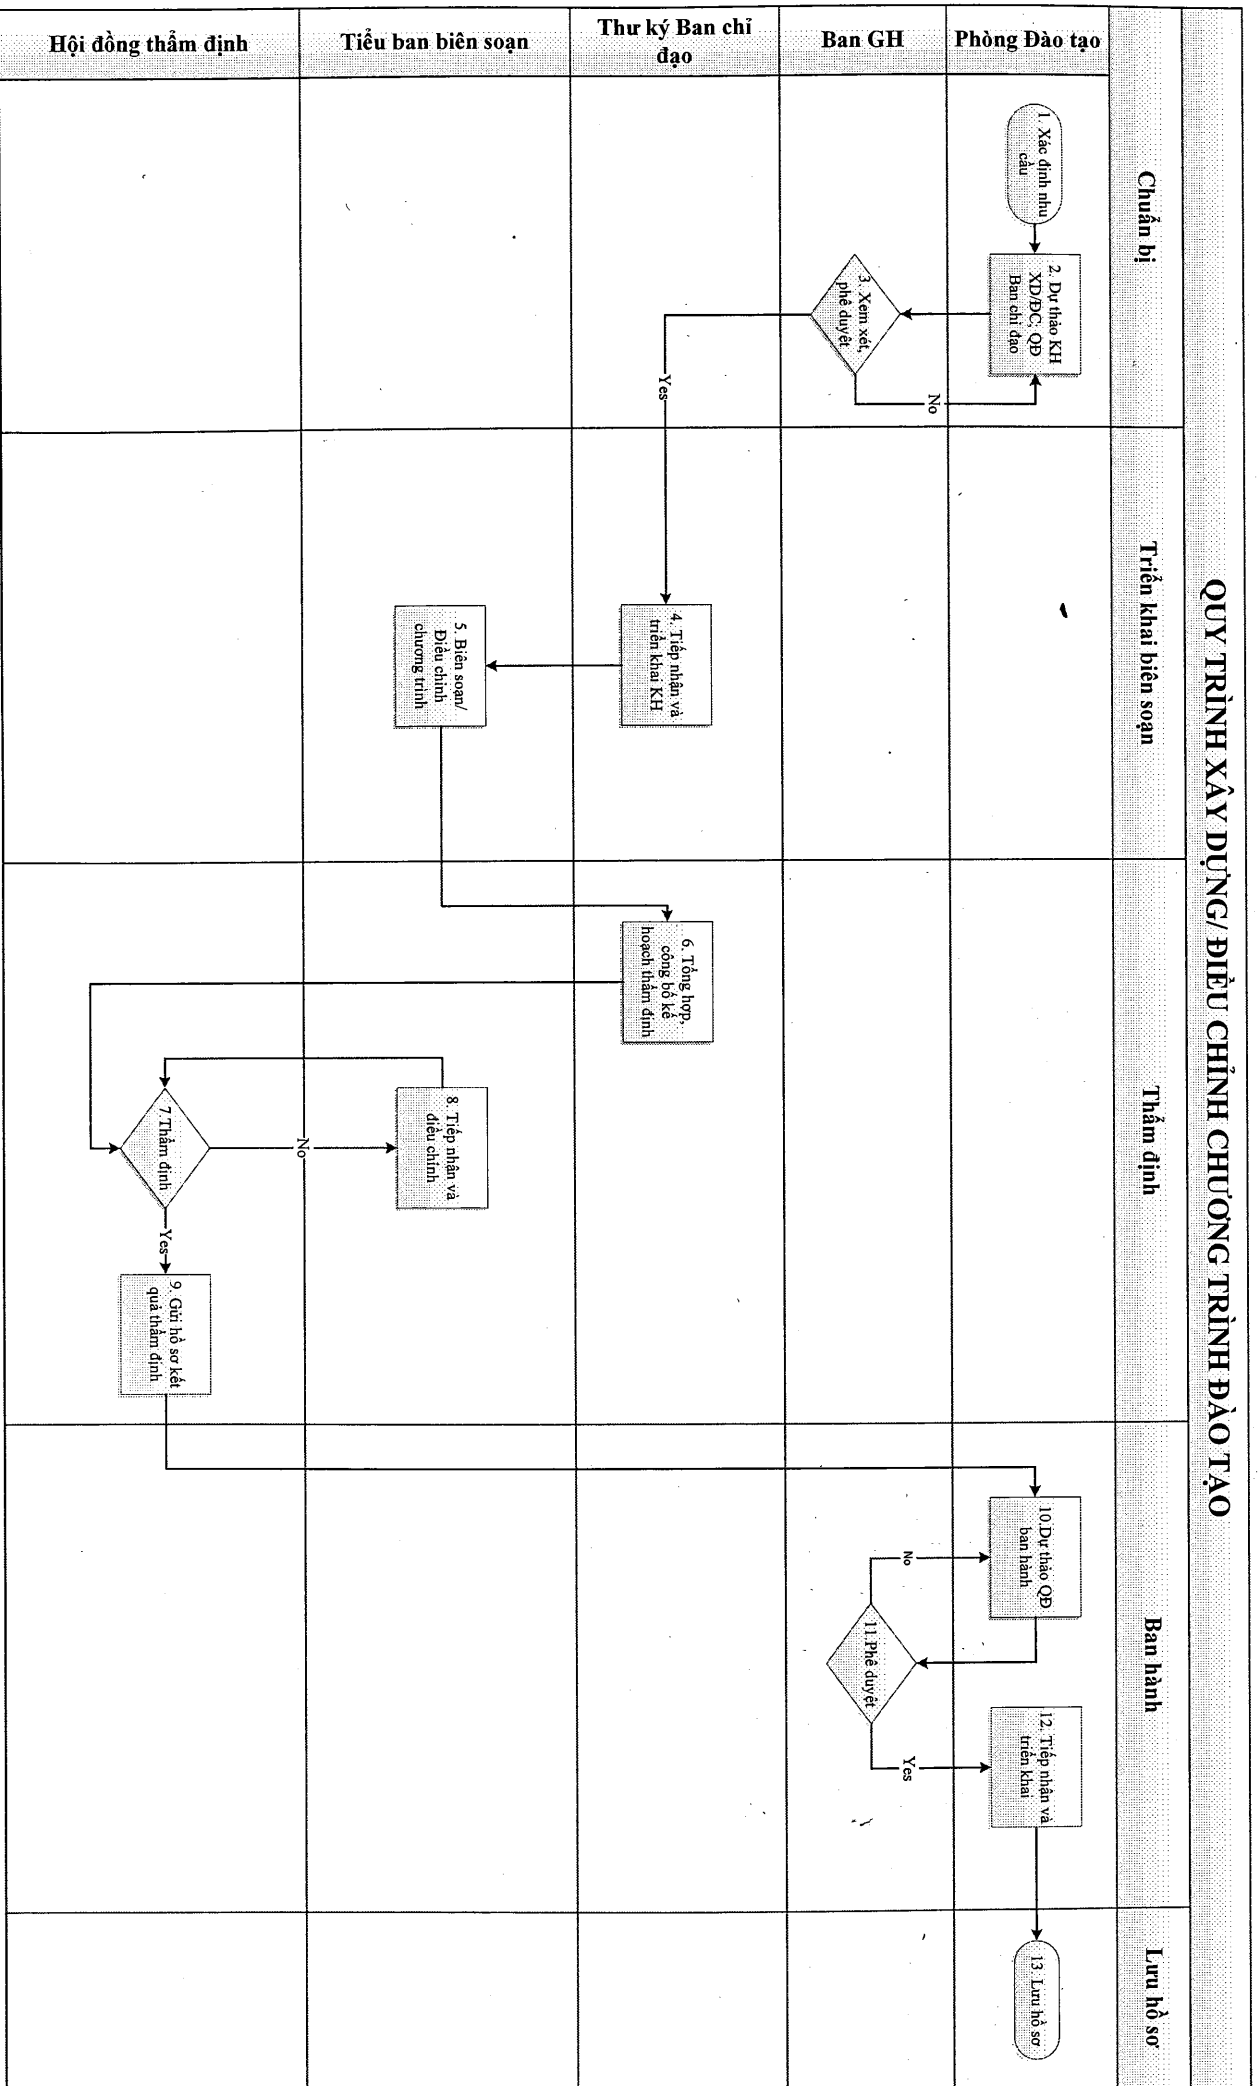 QUY TRÌNH XÂY DỰNG/ ĐIỀU CHỈNH CHƯƠNG TRÌNH ĐÀO TẠO
Chuẩn bị
Triển khai biên soạn
Thẩm định
Ban hành
Lưu hồ sơ
Phòng Đào tạo
1. Xác định nhu
cầu
2. Dự thảo KH
XD/ĐC; QĐ
Ban chỉ đạo
10.Dự thảo QĐ
ban hành
12. Tiếp nhận và
triển khai
13. Lưu hồ sơ
Ban GH
3. Xem xét,
phê duyệt
No
Yes
11.Phê duyệt
No
Yes
Thư ký Ban chỉ
đạo
4. Tiếp nhận và
triển khai KH
6. Tổng hợp,
công bố kế
hoạch thẩm định
Tiểu ban biên soạn
5. Biên soạn/
Điều chỉnh
chương trình
8. Tiếp nhận và
điều chỉnh
No
Hội đồng thẩm định
7.Thẩm định
Yes
9. Gửi hồ sơ kết
quả thẩm định